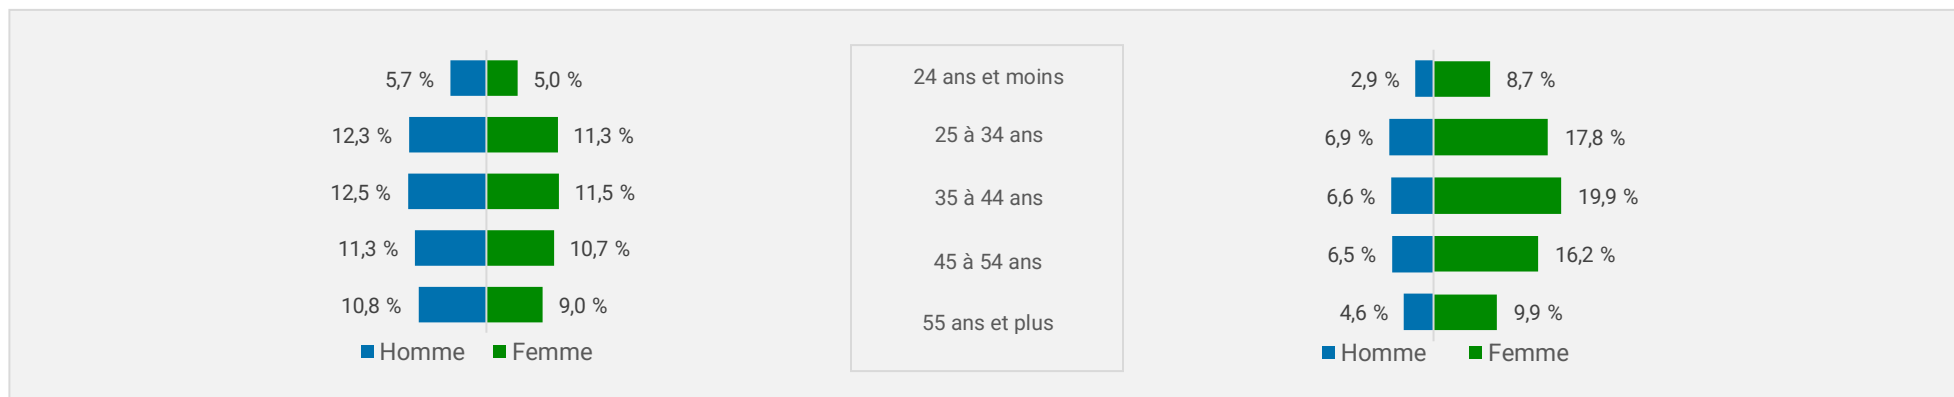 5,7 % 5,0 % 24 ans et moins 2,9 % 8,7 %
12,3 % 11,3 % 25 à 34 ans 6,9 % 17,8 %
12,5 % 11,5 % 35 à 44 ans 6,6 % 19,9 %
11,3 % 10,7 % 45 à 54 ans 6,5 % 16,2 %
10,8 % 9,0 % 55 ans et plus 4,6 % 9,9 %
Homme Femme Homme Femme